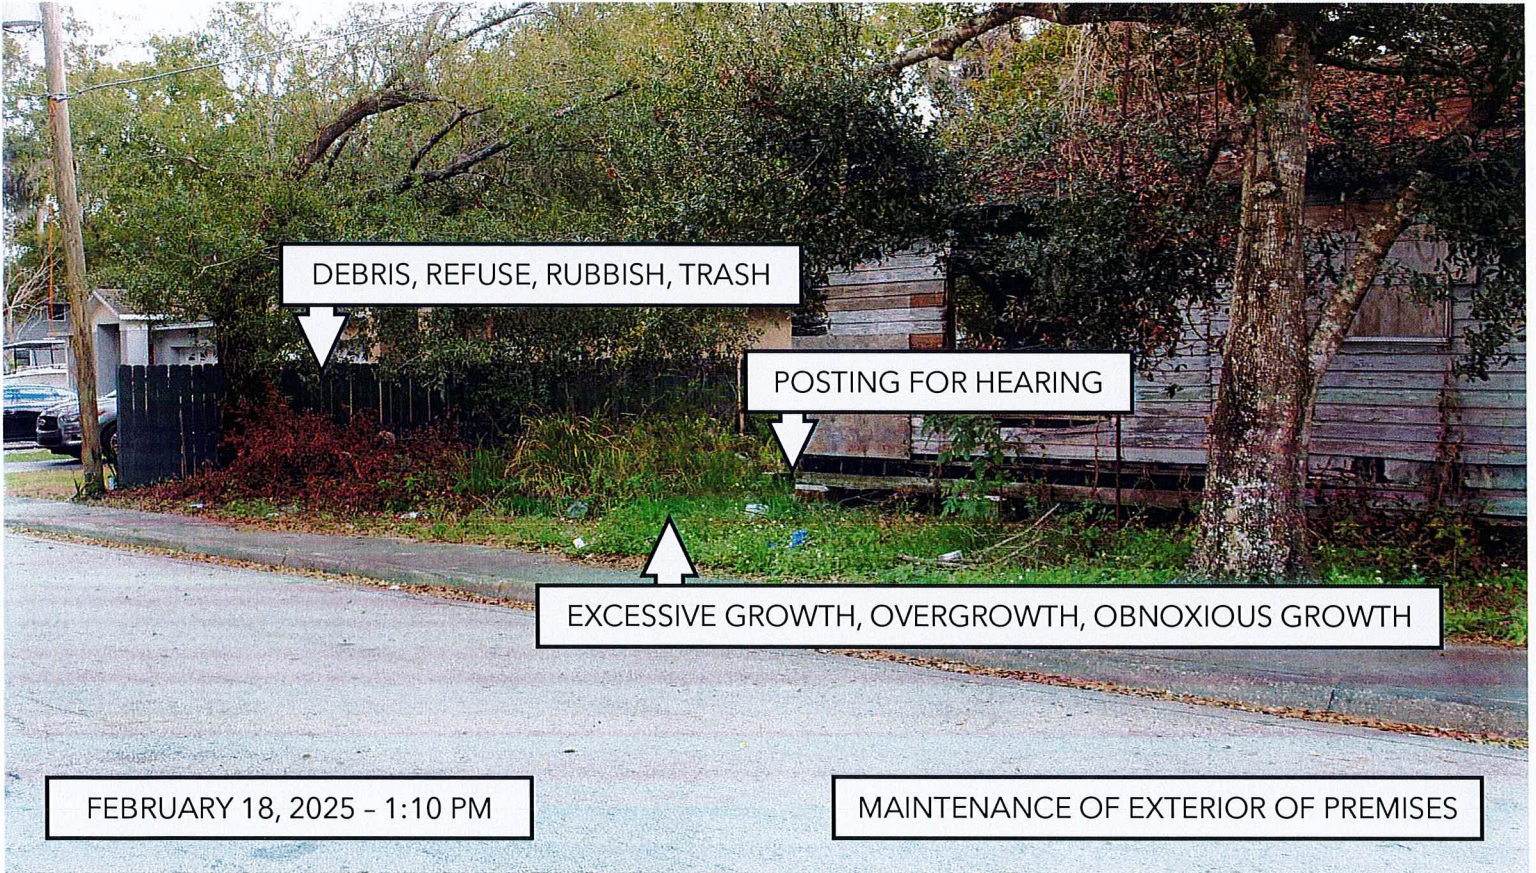 DEBRIS, REFUSE, RUBBISH, TRASH
POSTING FOR HEARING
EXCESSIVE GROWTH, OVERGROWTH, OBNOXIOUS GROWTH
FEBRUARY 18, 2025 – 1:10 PM
MAINTENANCE OF EXTERIOR OF PREMISES